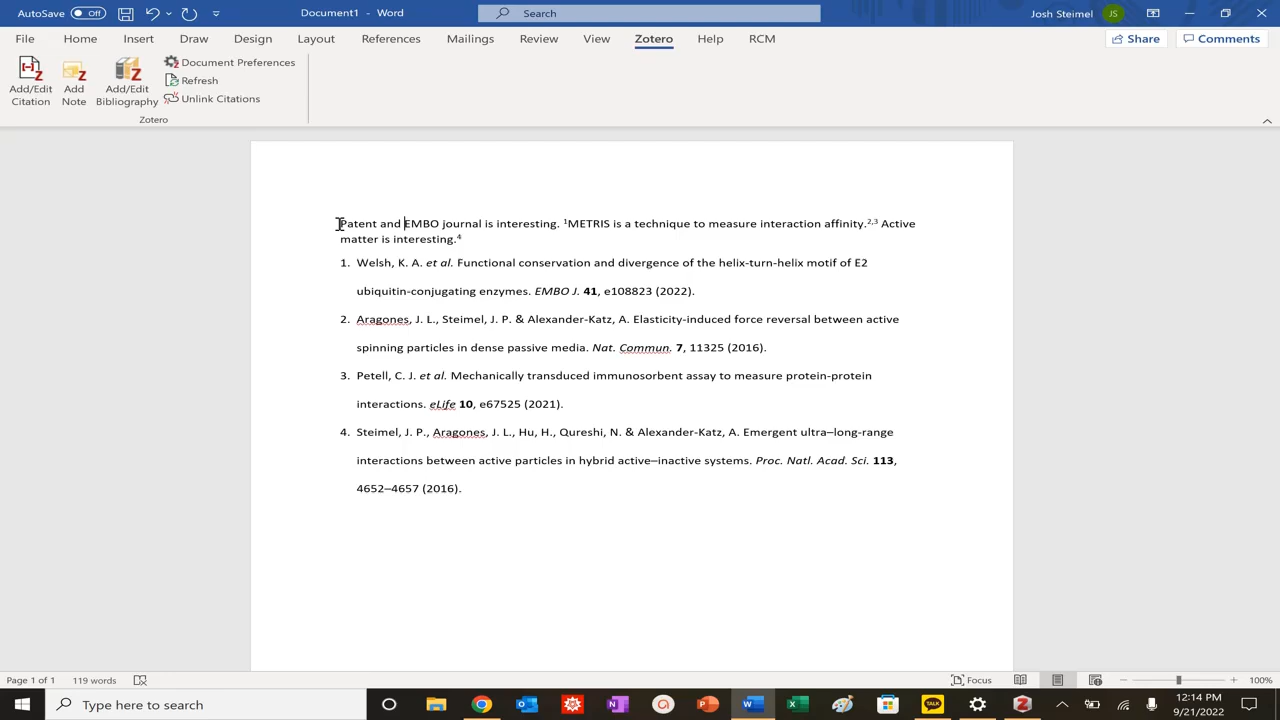 AutoSave Off Document1 - Word Search Josh Steimel JS
File Home Insert Draw Design Layout References Mailings Review View Zotero Help RCM Share Comments
Add/Edit Citation
Add Note
Add/Edit Bibliography
Document Preferences
Refresh
Unlink Citations
Zotero
Patent and EMBO journal is interesting. ¹METRIS is a technique to measure interaction affinity.²,³ Active
matter is interesting.⁴
1. Welsh, K. A. et al. Functional conservation and divergence of the helix-turn-helix motif of E2
ubiquitin-conjugating enzymes. EMBO J. 41, e108823 (2022).
2. Aragones, J. L., Steimel, J. P. & Alexander-Katz, A. Elasticity-induced force reversal between active
spinning particles in dense passive media. Nat. Commun. 7, 11325 (2016).
3. Petell, C. J. et al. Mechanically transduced immunosorbent assay to measure protein-protein
interactions. eLife 10, e67525 (2021).
4. Steimel, J. P., Aragones, J. L., Hu, H., Qureshi, N. & Alexander-Katz, A. Emergent ultra–long-range
interactions between active particles in hybrid active–inactive systems. Proc. Natl. Acad. Sci. 113,
4652–4657 (2016).
Page 1 of 1 119 words Focus 100%
Type here to search
TALK
12:14 PM
9/21/2022